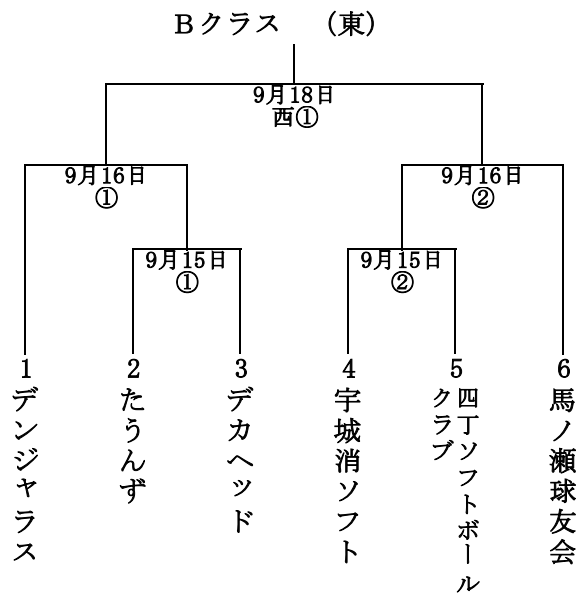 Bクラス (東)
9月18日
西①
9月16日
①
9月16日
②
9月15日
①
9月15日
②
1
デンジャラス
2
たうんず
3
デカヘッド
4
宇城消ソフト
5
四丁ソフトボール
クラブ
6
馬ノ瀬球友会